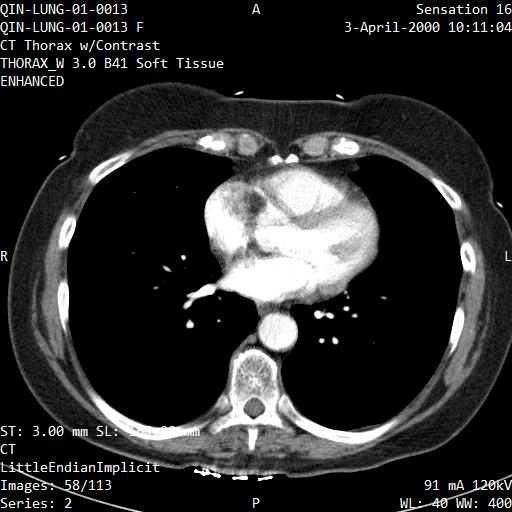 QIN-LUNG-01-0013
A
Sensation 16
QIN-LUNG-01-0013 F
3-April-2000 10:11:04
CT Thorax w/Contrast
THORAX_W 3.0 B41 Soft Tissue
ENHANCED
R
L
ST: 3.00 mm SL: mm
CT
LittleEndianImplicit
Images: 58/113
91 mA 120kV
Series: 2
P
WL: 40 WW: 400